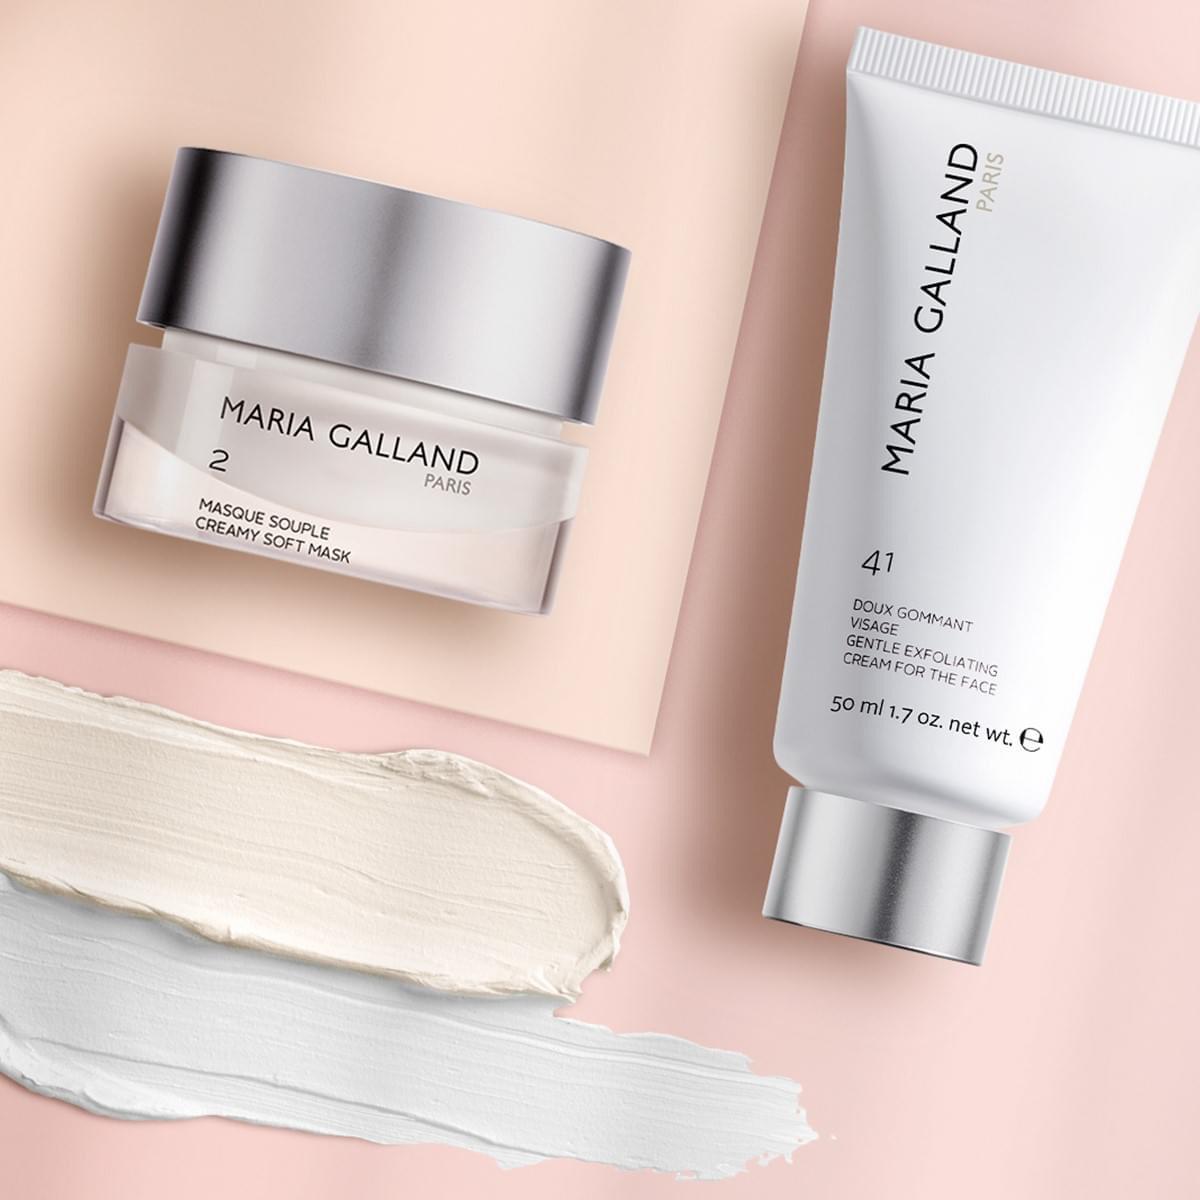 MARIA GALLAND
PARIS
2
MASQUE SOUPLE
CREAMY SOFT MASK
MARIA GALLAND
PARIS
41
DOUX GOMMANT
VISAGE
GENTLE EXFOLIATING
CREAM FOR THE FACE
50 ml 1.7 oz. net wt. ℮